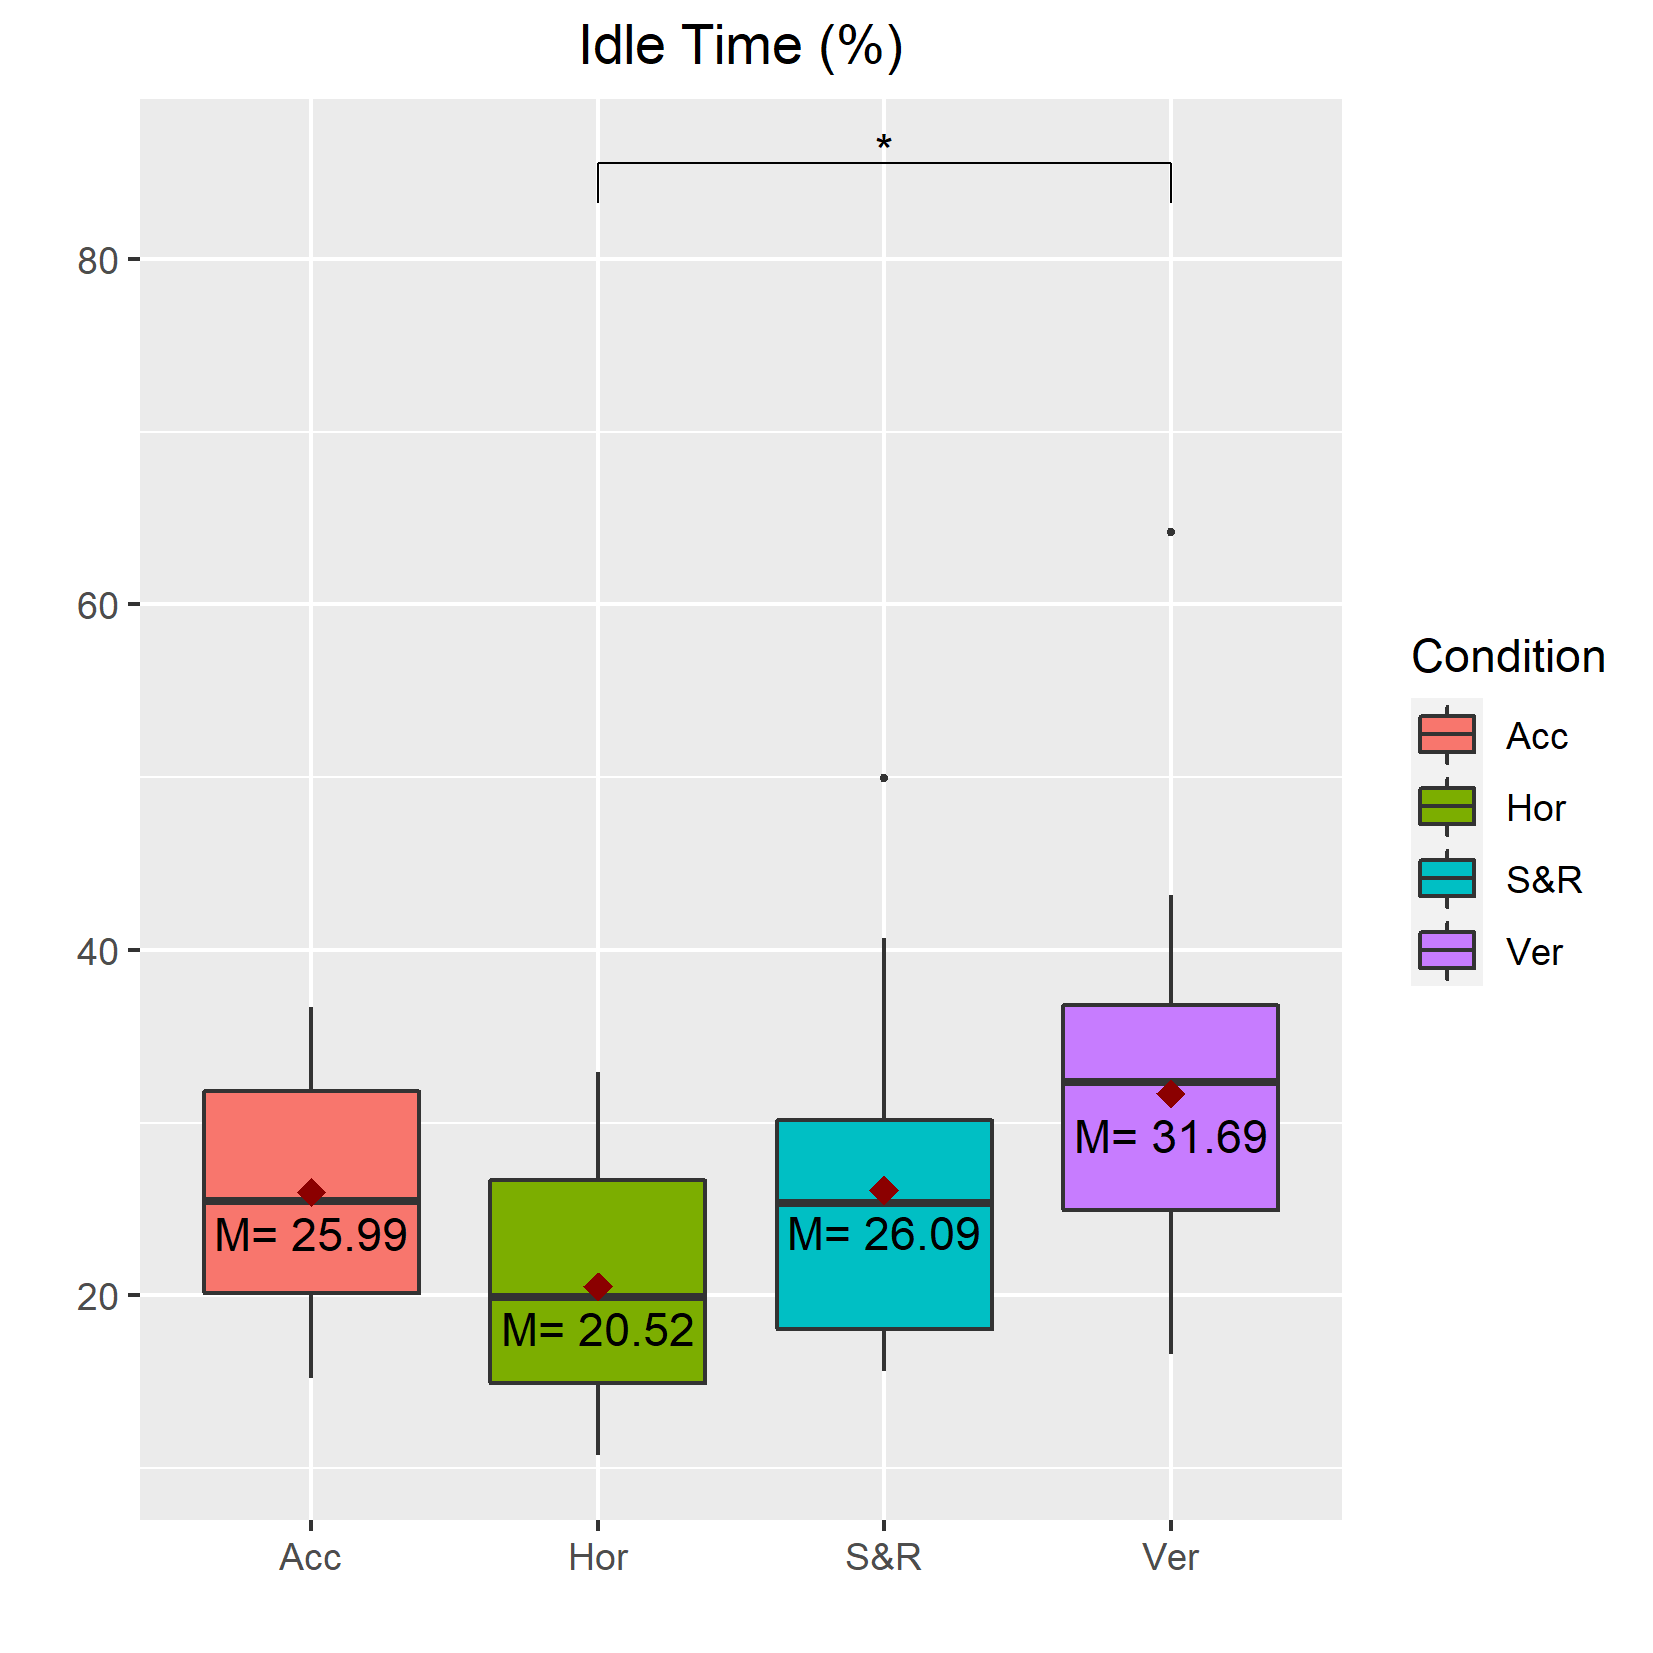 Idle Time (%)
*
80
60
40
20
M= 25.99
M= 20.52
M= 26.09
M= 31.69
Acc
Hor
S&R
Ver
Condition
Acc
Hor
S&R
Ver